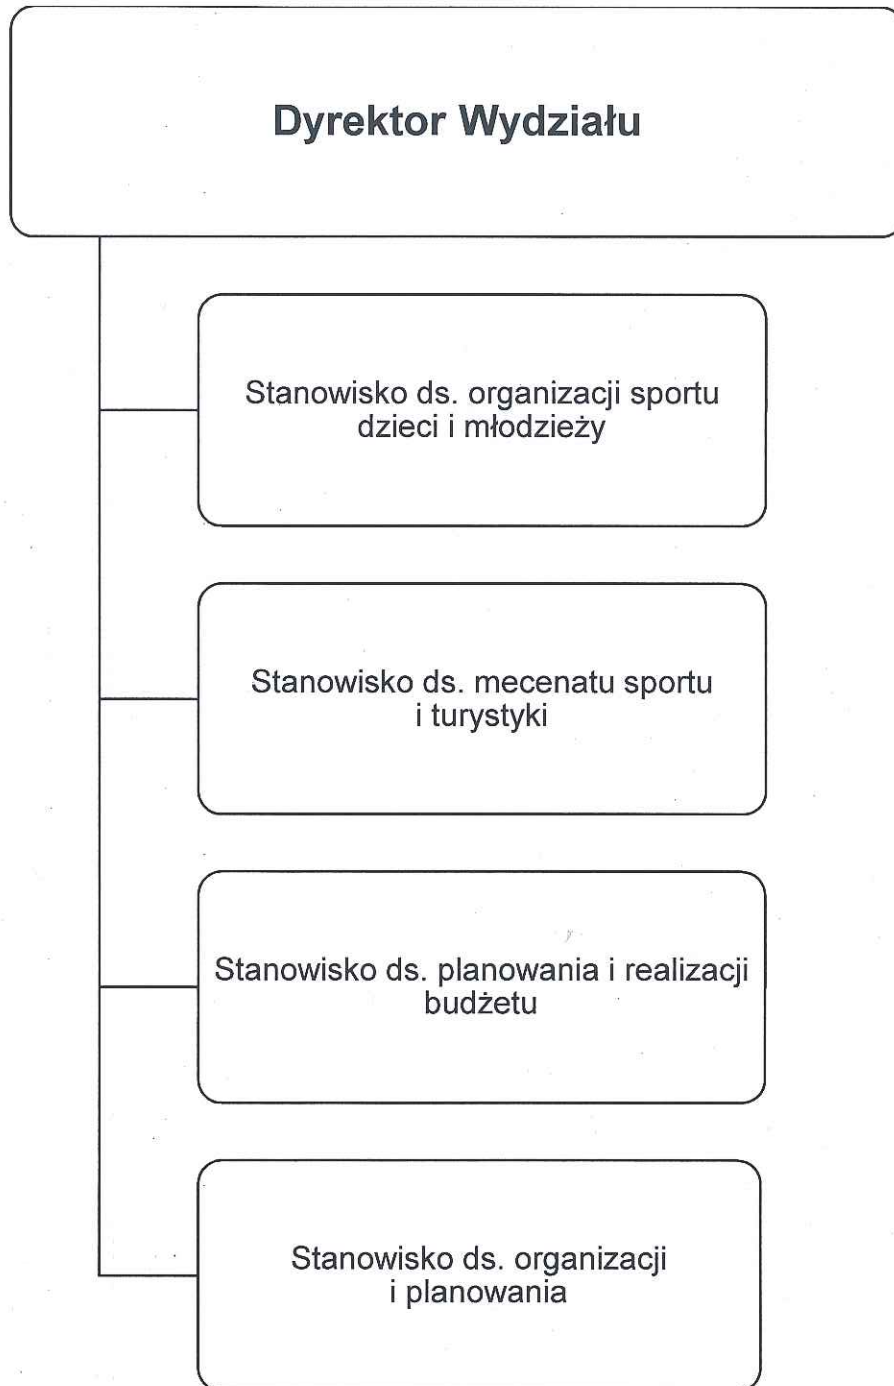 Dyrektor Wydziału
Stanowisko ds. organizacji sportu
dzieci i młodzieży
Stanowisko ds. mecenatu sportu
i turystyki
Stanowisko ds. planowania i realizacji
budżetu
Stanowisko ds. organizacji
i planowania